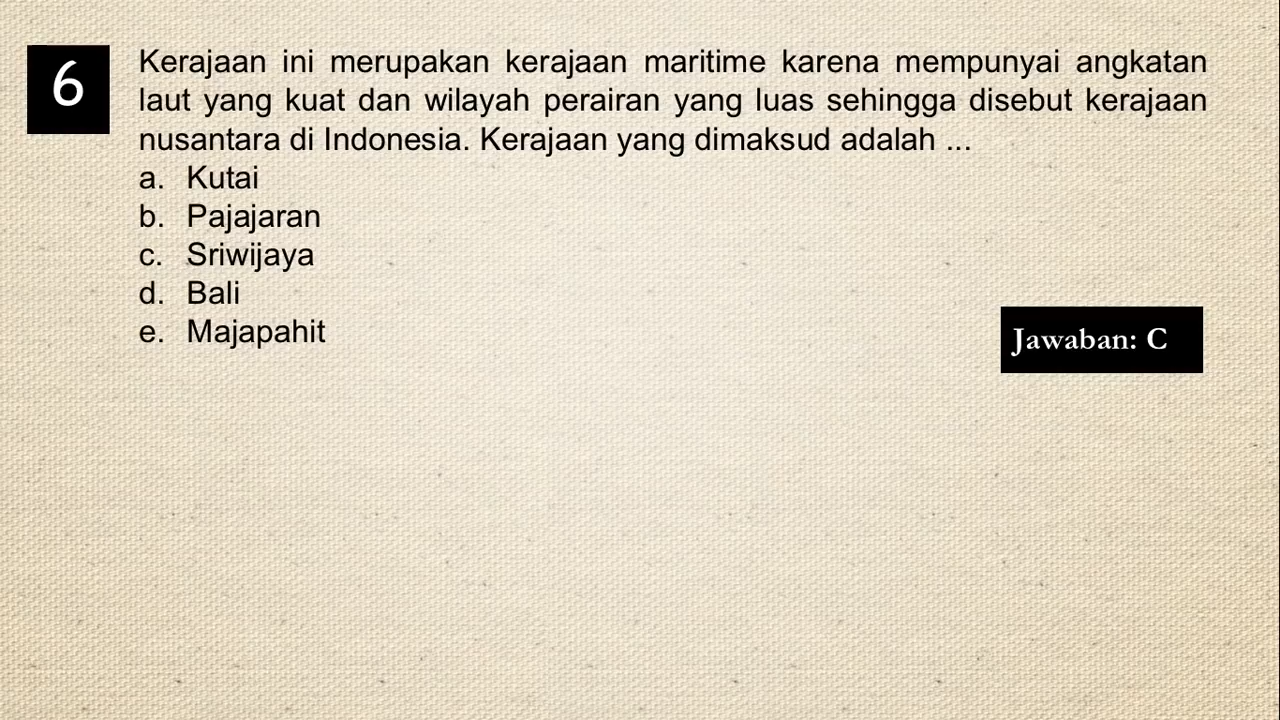 6
Kerajaan ini merupakan kerajaan maritime karena mempunyai angkatan
laut yang kuat dan wilayah perairan yang luas sehingga disebut kerajaan
nusantara di Indonesia. Kerajaan yang dimaksud adalah ...
a. Kutai
b. Pajajaran
c. Sriwijaya
d. Bali
e. Majapahit
Jawaban: C